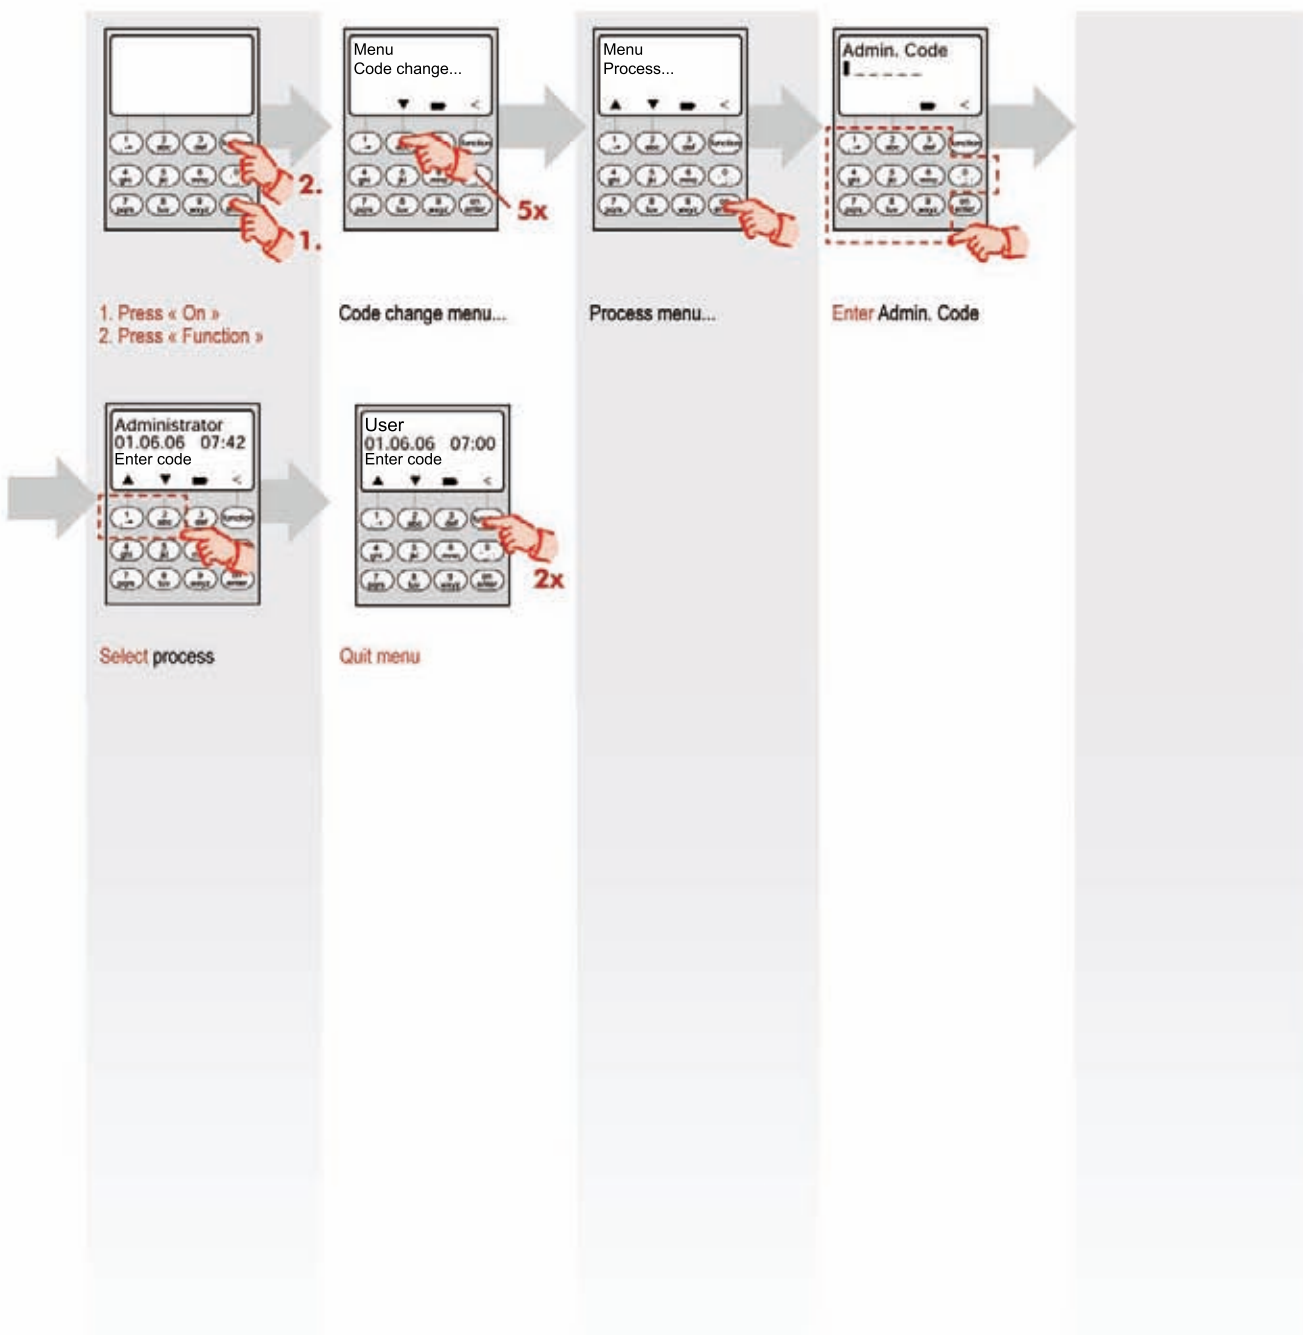 Menu
Code change...
Menu
Process...
Admin. Code
2.
1.
5x
1. Press « On »
2. Press « Function »
Code change menu...
Process menu...
Enter Admin. Code
Administrator
01.06.06 07:42
Enter code
User
01.06.06 07:00
Enter code
2x
Select process
Quit menu